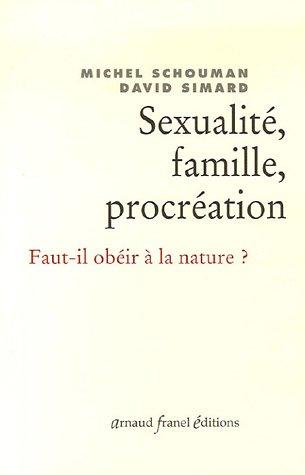 MICHEL SCHOUMAN
DAVID SIMARD
Sexualité,
famille,
procréation
Faut-il obéir à la nature ?
arnaud franel éditions